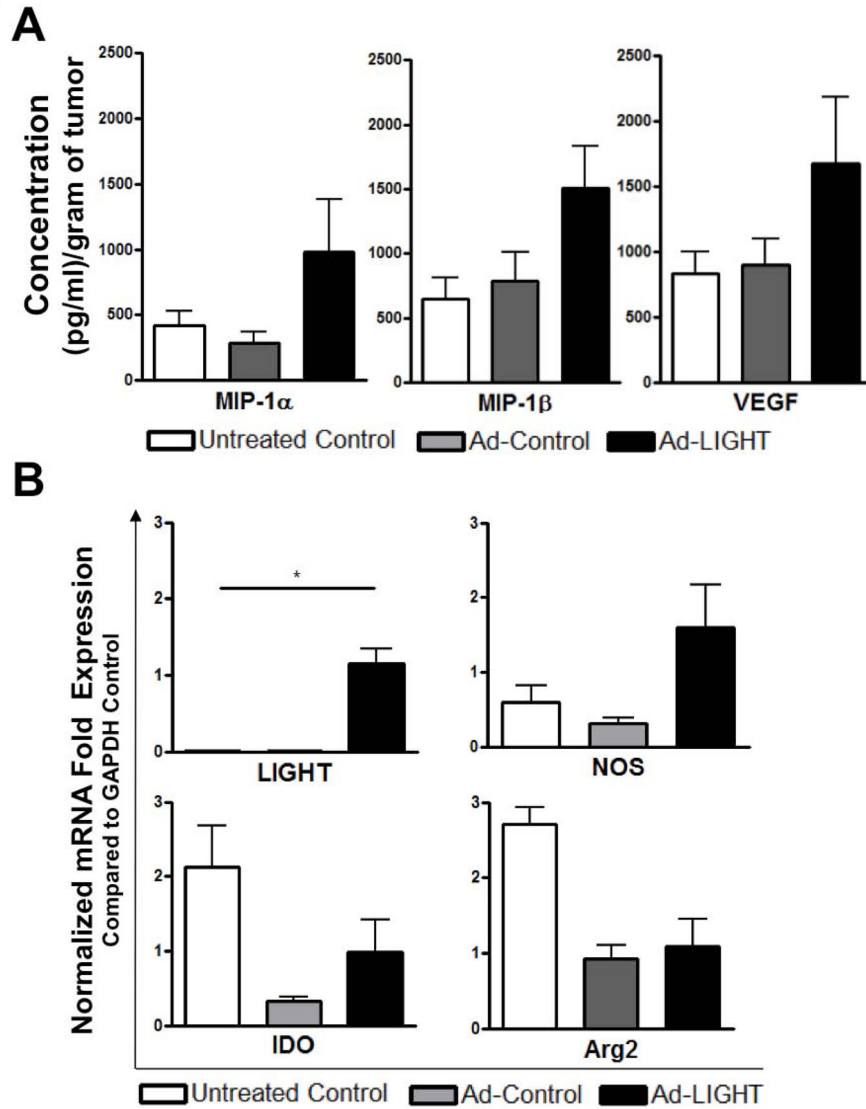 A
Concentration
(pg/ml)/gram of tumor
2500
2000
1500
1000
500
0
MIP-1α
2500
2000
1500
1000
500
0
MIP-1β
2500
2000
1500
1000
500
0
VEGF
Untreated Control Ad-Control Ad-LIGHT
B
Normalized mRNA Fold Expression
Compared to GAPDH Control
3
2
1
0
*
LIGHT
3
2
1
0
NOS
3
2
1
0
IDO
3
2
1
0
Arg2
Untreated Control Ad-Control Ad-LIGHT